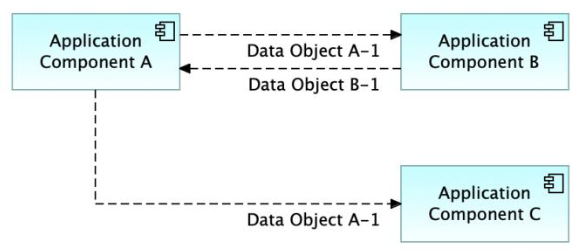 Application
Component A
Data Object A-1
Application
Component B
Data Object B-1
Data Object A-1
Application
Component C